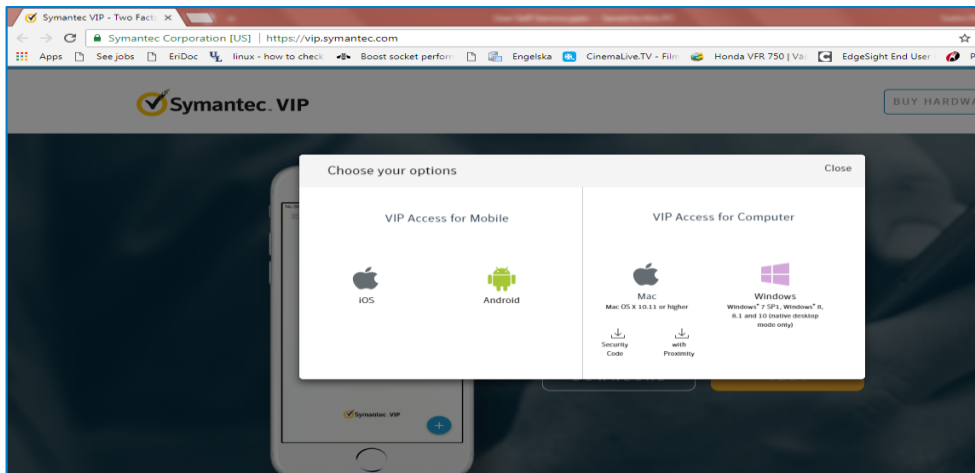 Symantec VIP - Two Fact
Symantec Corporation [US] | https://vip.symantec.com
Apps See jobs EriDoc linux - how to check Boost socket perform Engelska CinemaLive.TV - Film Honda VFR 750 | Va EdgeSight End User P
Symantec. VIP
BUY HARDWA
Choose your options
Close
VIP Access for Mobile
iOS
Android
VIP Access for Computer
Mac
Mac OS X 10.11 or higher
Security
Code
with
Proximity
Windows
Windows® 7 SP1, Windows® 8,
8.1 and 10 (native desktop
mode only)
Symantec VIP